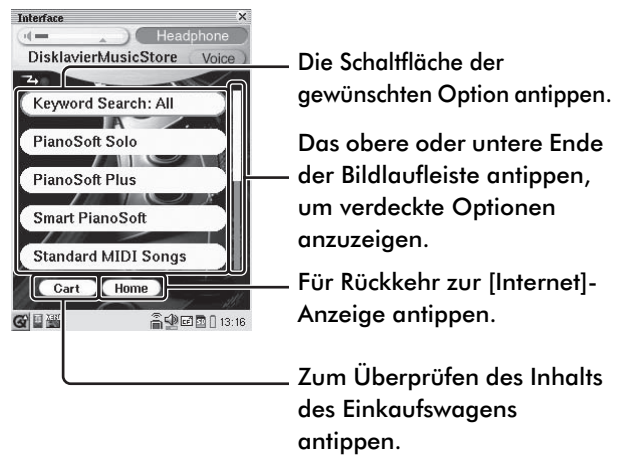 Interface ×
Headphone
DisklavierMusicStore Voice
Keyword Search: All
PianoSoft Solo
PianoSoft Plus
Smart PianoSoft
Standard MIDI Songs
Cart Home
13:16
Die Schaltfläche der
gewünschten Option antippen.
Das obere oder untere Ende
der Bildlaufleiste antippen,
um verdeckte Optionen
anzuzeigen.
Für Rückkehr zur [Internet]-
Anzeige antippen.
Zum Überprüfen des Inhalts
des Einkaufswagens
antippen.